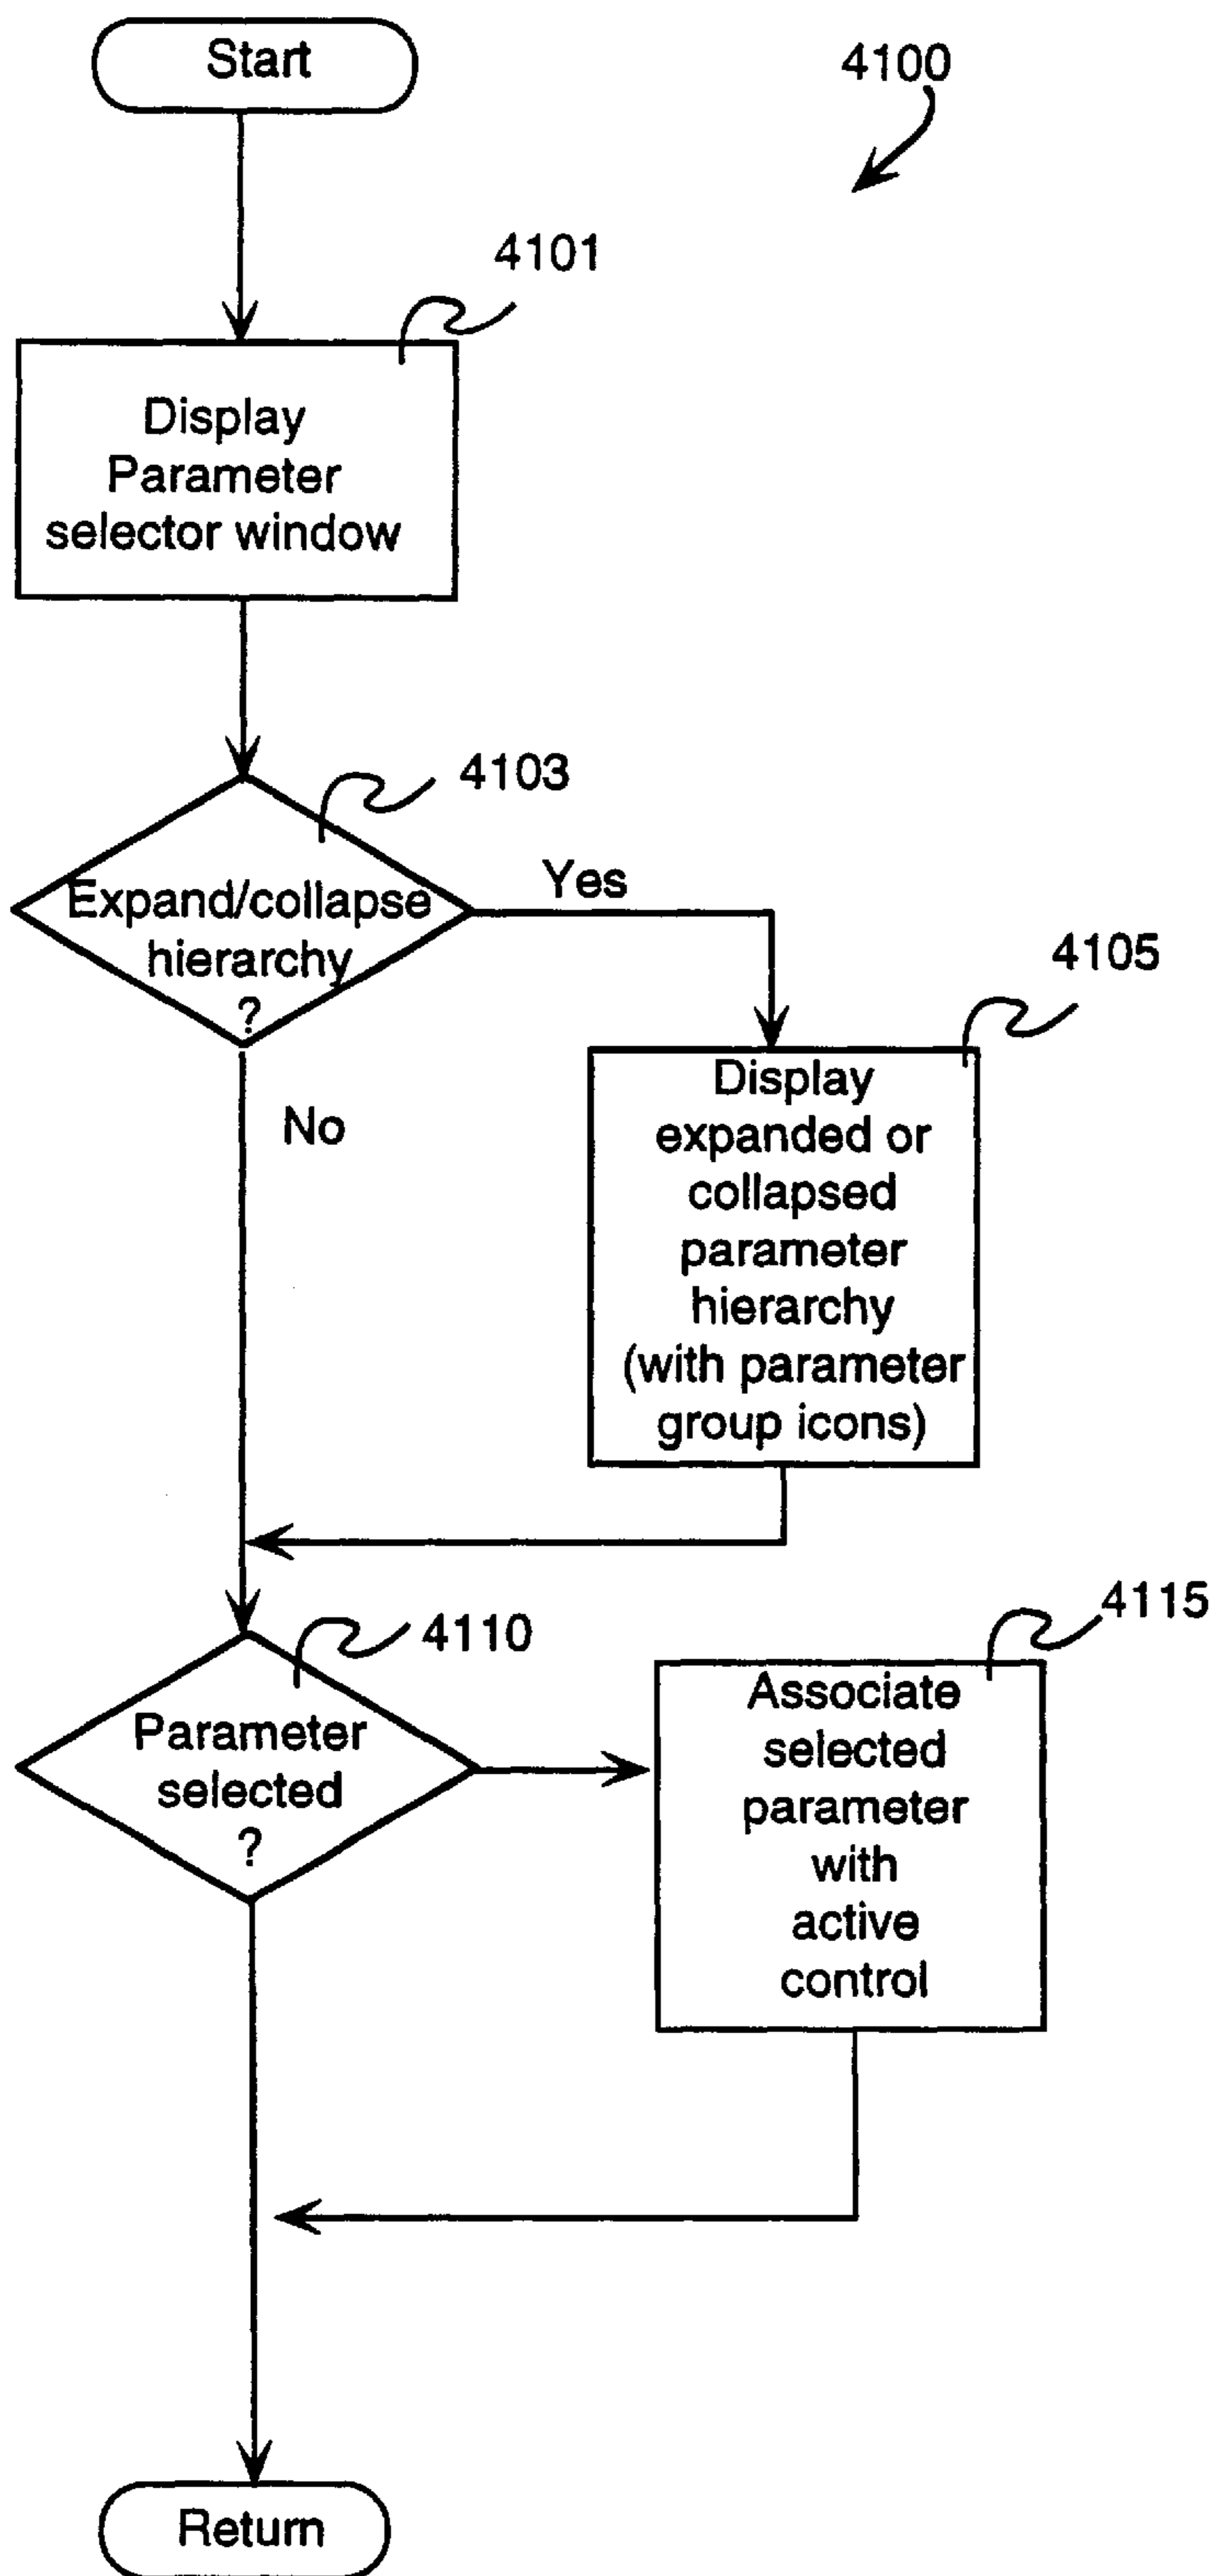 Start
4100
4101
Display
Parameter
selector window
4103
Expand/collapse
hierarchy
?
Yes
No
4105
Display
expanded or
collapsed
parameter
hierarchy
(with parameter
group icons)
4110
Parameter
selected
?
4115
Associate
selected
parameter
with
active
control
Return